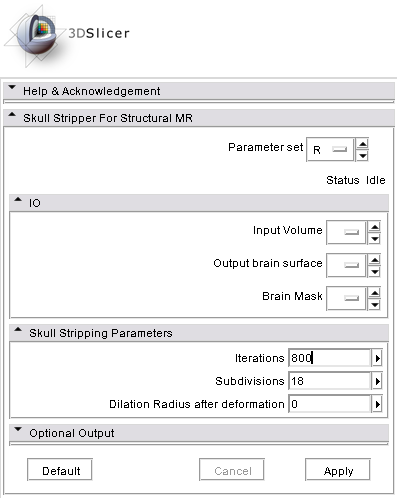 3DSlicer
Help & Acknowledgement
Skull Stripper For Structural MR
Parameter set R
Status Idle
IO
Input Volume
Output brain surface
Brain Mask
Skull Stripping Parameters
Iterations 800
Subdivisions 18
Dilation Radius after deformation 0
Optional Output
Default Cancel Apply